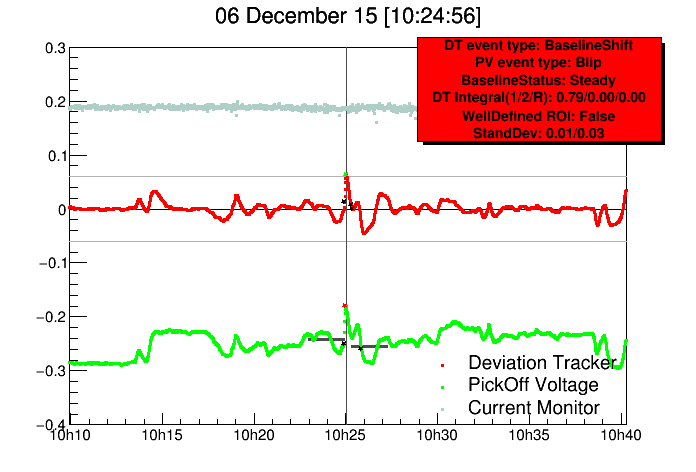 06 December 15 [10:24:56]
DT event type: BaselineShift
PV event type: Blip
BaselineStatus: Steady
DT Integral(1/2/R): 0.79/0.00/0.00
WellDefined ROI: False
StandDev: 0.01/0.03
0.3
0.2
0.1
0
−0.1
−0.2
−0.3
−0.4
Deviation Tracker
PickOff Voltage
Current Monitor
10h10
10h15
10h20
10h25
10h30
10h35
10h40